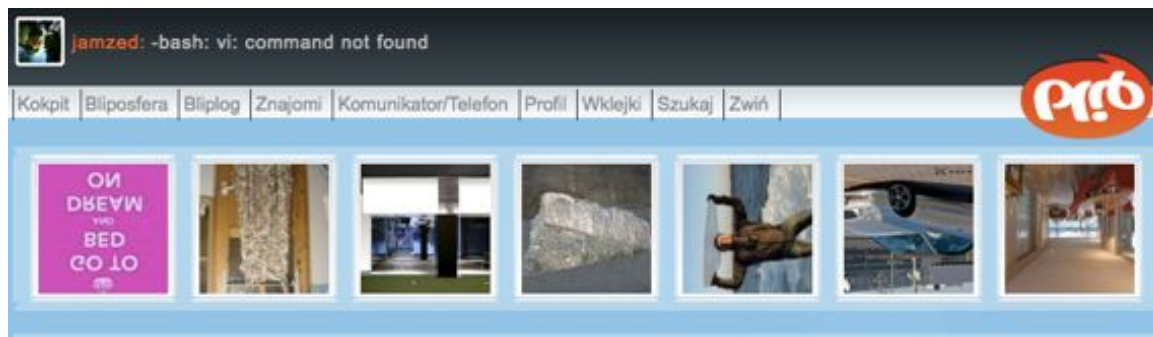 jamzed: -bash: vi: command not found
Kokpit Bliposfera Bliplog Znajomi Komunikator/Telefon Profil Wklejki Szukaj Zwiń
blip
GO TO
BED
AND
DREAM
ON